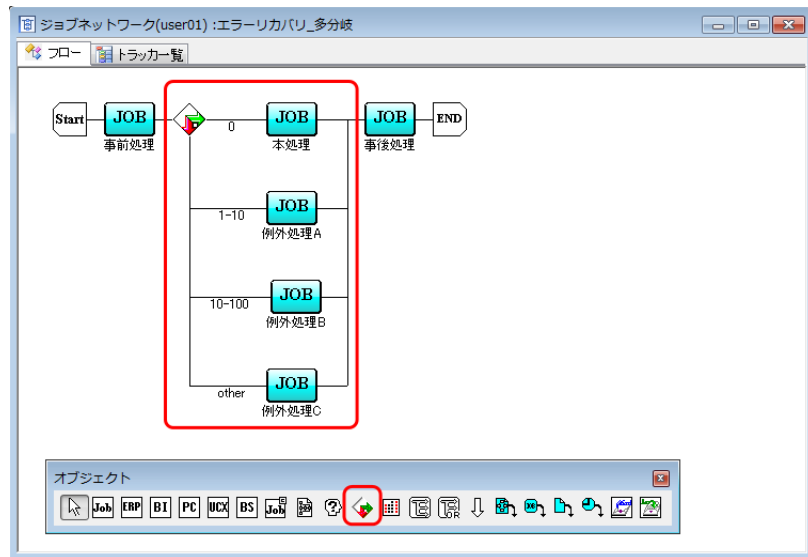 ジョブネットワーク(user01) :エラーリカバリ_多分岐
フロー トラッカ一覧
Start JOB 0 JOB JOB END
事前処理 本処理 事後処理
1-10 JOB
例外処理A
10-100 JOB
例外処理B
other JOB
例外処理C
オブジェクト
Job ERP BI PC UCX BS Job OR